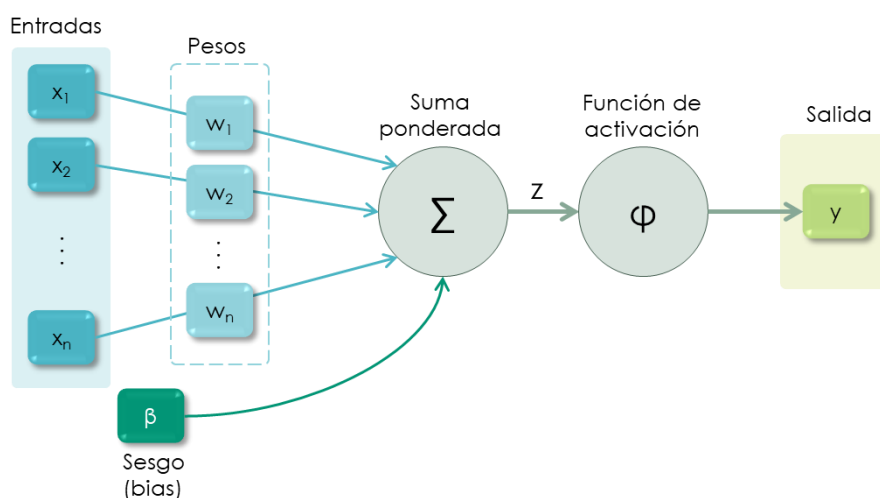 Entradas
x1
x2
⋮
xn
Pesos
w1
w2
⋮
wn
β
Sesgo
(bias)
Suma
ponderada
Σ
z
Función de
activación
φ
Salida
y